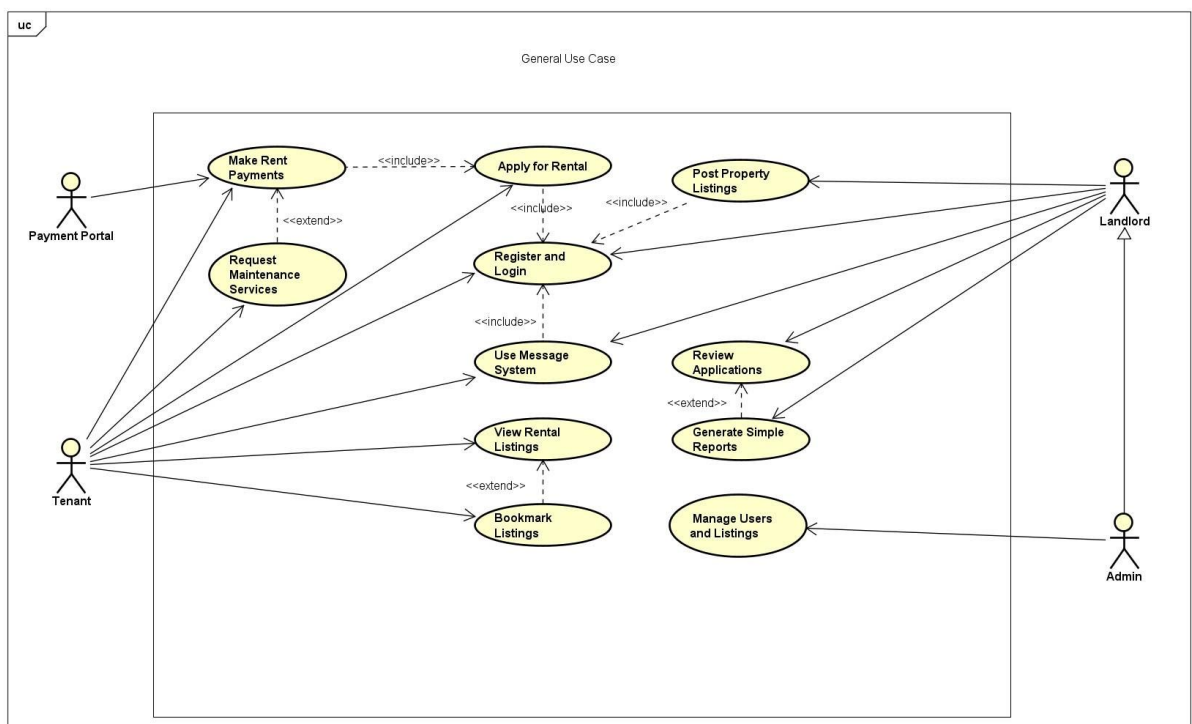 uc
General Use Case
Make Rent
Payments
<<include>>
Apply for Rental
Post Property
Listings
<<include>>
<<include>>
Payment Portal
<<extend>>
Landlord
Request
Maintenance
Services
Register and
Login
<<include>>
Use Message
System
Review
Applications
<<extend>>
View Rental
Listings
Generate Simple
Reports
Tenant
<<extend>>
Bookmark
Listings
Manage Users
and Listings
Admin